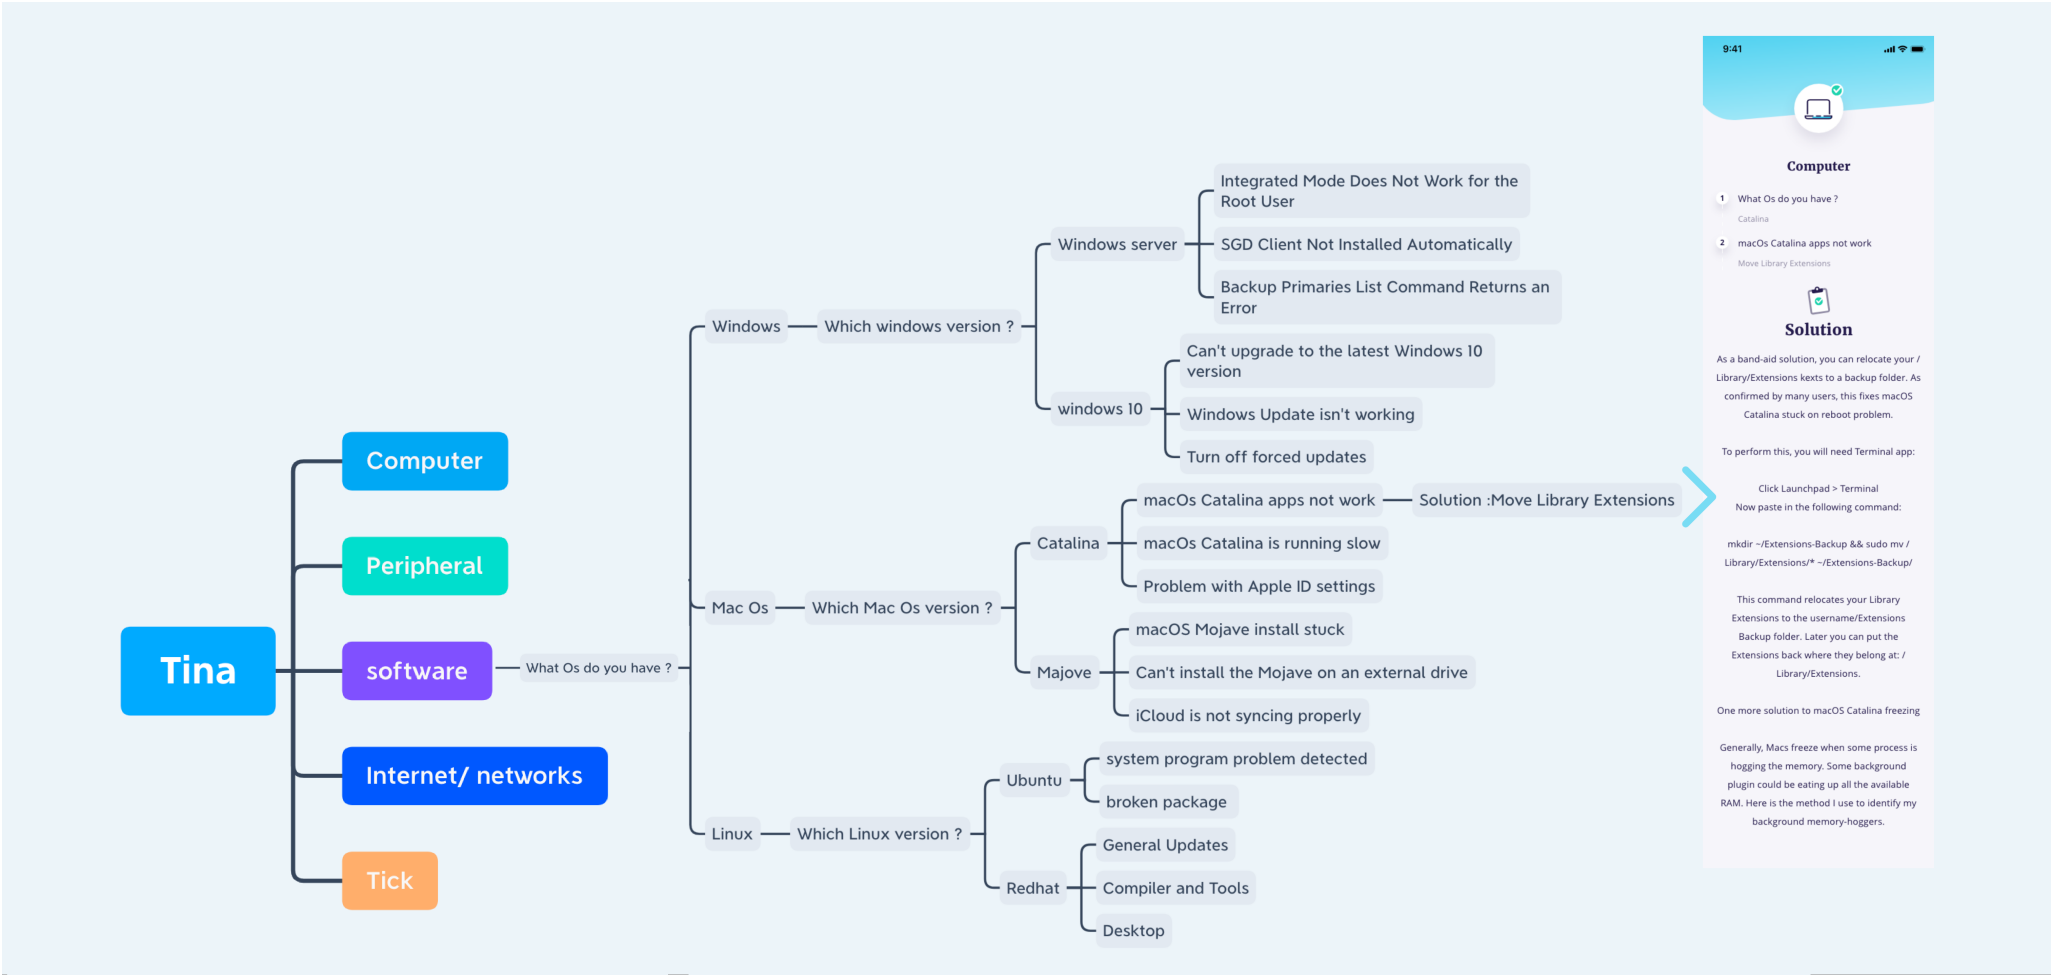 Tina
Computer
Peripheral
software
Internet/ networks
Tick
What Os do you have ?
Windows
Which windows version ?
Windows server
Integrated Mode Does Not Work for the
Root User
SGD Client Not Installed Automatically
Backup Primaries List Command Returns an
Error
windows 10
Can't upgrade to the latest Windows 10
version
Windows Update isn't working
Turn off forced updates
Mac Os
Which Mac Os version ?
Catalina
macOs Catalina apps not work
Solution :Move Library Extensions
macOs Catalina is running slow
Problem with Apple ID settings
Majove
macOS Mojave install stuck
Can't install the Mojave on an external drive
iCloud is not syncing properly
Linux
Which Linux version ?
Ubuntu
system program problem detected
broken package
Redhat
General Updates
Compiler and Tools
Desktop
9:41
Computer
1 What Os do you have ?
Catalina
2 macOs Catalina apps not work
Move Library Extensions
Solution
As a band-aid solution, you can relocate your /
Library/Extensions kexts to a backup folder. As
confirmed by many users, this fixes macOS
Catalina stuck on reboot problem.
To perform this, you will need Terminal app:
Click Launchpad > Terminal
Now paste in the following command:
mkdir ~/Extensions-Backup && sudo mv /
Library/Extensions/* ~/Extensions-Backup/
This command relocates your Library
Extensions to the username/Extensions
Backup folder. Later you can put the
Extensions back where they belong at: /
Library/Extensions.
One more solution to macOS Catalina freezing
Generally, Macs freeze when some process is
hogging the memory. Some background
plugin could be eating up all the available
RAM. Here is the method I use to identify my
background memory-hoggers.